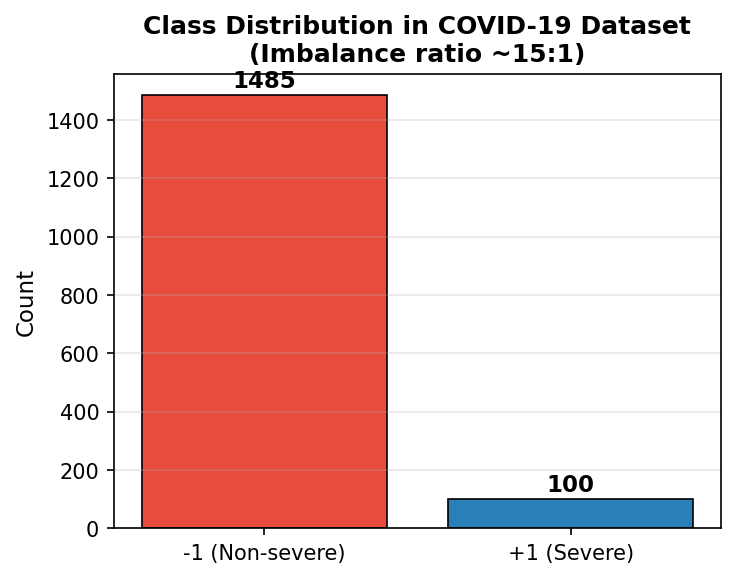 Class Distribution in COVID-19 Dataset
(Imbalance ratio ~15:1)
1485
1400
1200
1000
800
600
400
200
0
Count
100
-1 (Non-severe)
+1 (Severe)